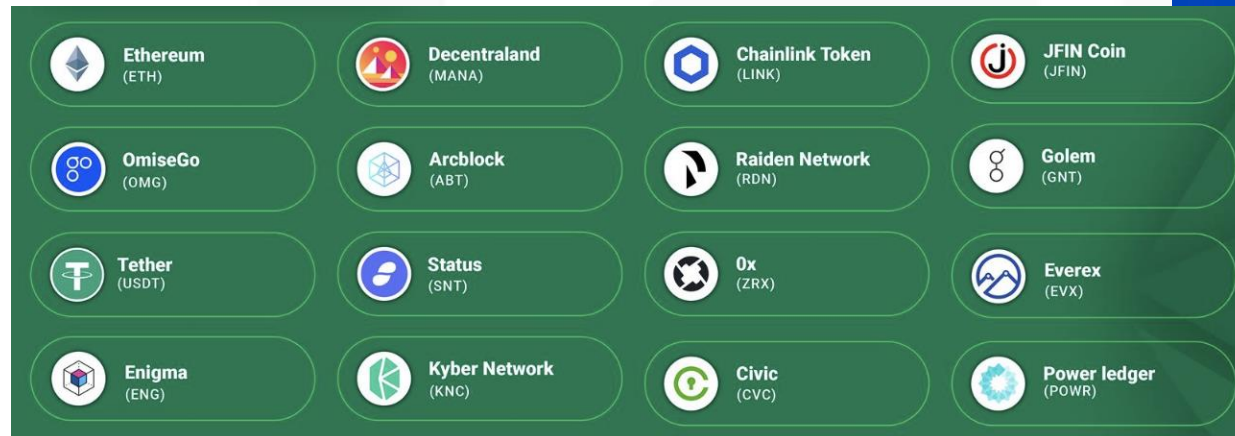 Ethereum
(ETH)
Decentraland
(MANA)
Chainlink Token
(LINK)
JFIN Coin
(JFIN)
OmiseGo
(OMG)
Arcblock
(ABT)
Raiden Network
(RDN)
Golem
(GNT)
Tether
(USDT)
Status
(SNT)
0x
(ZRX)
Everex
(EVX)
Enigma
(ENG)
Kyber Network
(KNC)
Civic
(CVC)
Power ledger
(POWR)